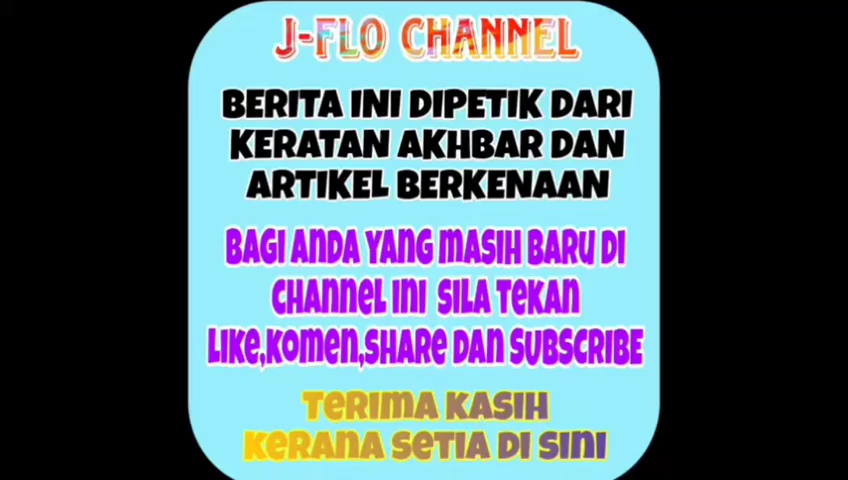 J-FLO CHANNEL
BERITA INI DIPETIK DARI
KERATAN AKHBAR DAN
ARTIKEL BERKENAAN
BAGI ANDA YANG MASIH BARU DI
CHANNEL INI SILA TEKAN
LIKE,KOMEN,SHARE DAN SUBSCRIBE
TERIMA KASIH
KERANA SETIA DI SINI